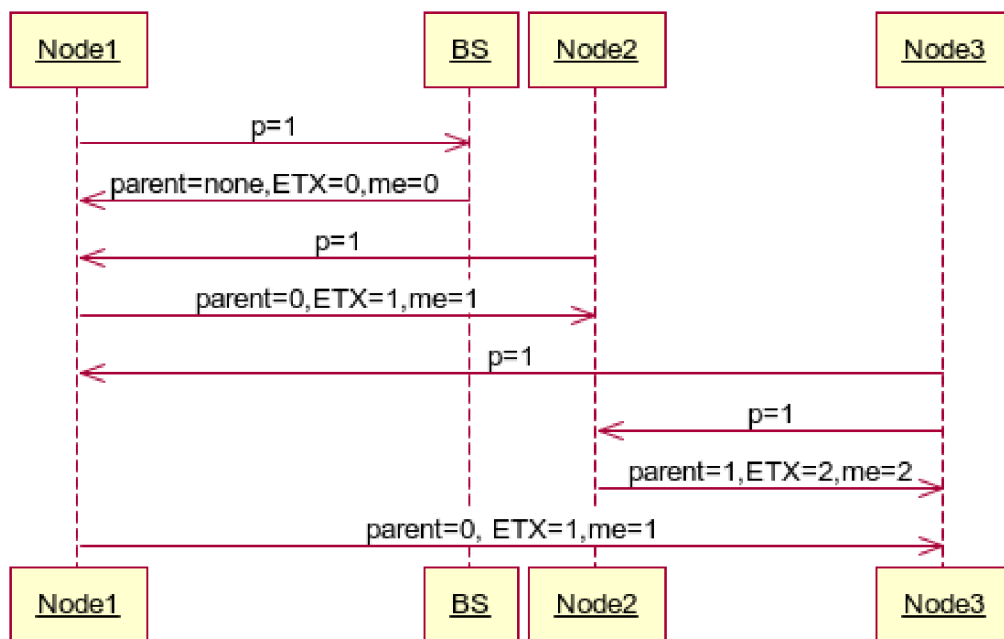 Node1 BS Node2 Node3
p=1
parent=none,ETX=0,me=0
p=1
parent=0,ETX=1,me=1
p=1
p=1
parent=1,ETX=2,me=2
parent=0, ETX=1,me=1
Node1 BS Node2 Node3